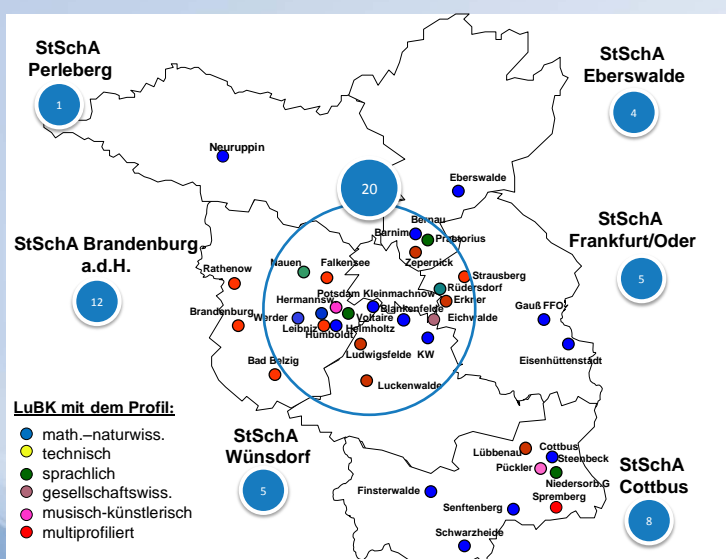 StSchA
Perleberg
1
StSchA
Eberswalde
4
Neuruppin
20
Eberswalde
Bernau
Barnim
Zepernick
StSchA Brandenburg
a.d.H.
12
StSchA
Frankfurt/Oder
5
Nauen
Falkensee
Strausberg
Rathenow
Rüdersdorf
Potsdam Kleinmachnow
Erkner
Hermannsw.
Blankenfelde
Gauß FFO
Brandenburg
Werder
Voltaire
Eichwalde
Leibniz
Helmholtz
Humboldt
Ludwigsfelde
KW
Eisenhüttenstadt
Bad Belzig
Luckenwalde
LuBK mit dem Profil:
math.–naturwiss.
technisch
sprachlich
gesellschaftswiss.
musisch-künstlerisch
multiprofiliert
StSchA
Wünsdorf
5
Lübbenau
Cottbus
Steenbeck
Pückler
Niedersorb.G
Spremberg
Finsterwalde
Senftenberg
Schwarzheide
StSchA
Cottbus
8